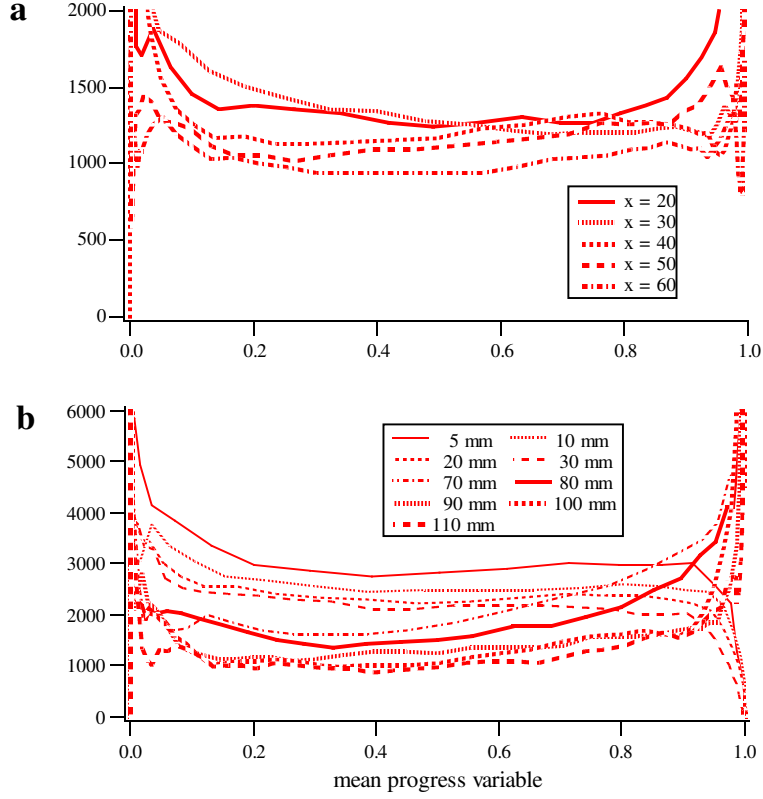 a
2000
1500
1000
500
0
x = 20
x = 30
x = 40
x = 50
x = 60
0.0 0.2 0.4 0.6 0.8 1.0
b
6000
5000
4000
3000
2000
1000
0
5 mm 10 mm
20 mm 30 mm
70 mm 80 mm
90 mm 100 mm
110 mm
0.0 0.2 0.4 0.6 0.8 1.0
mean progress variable